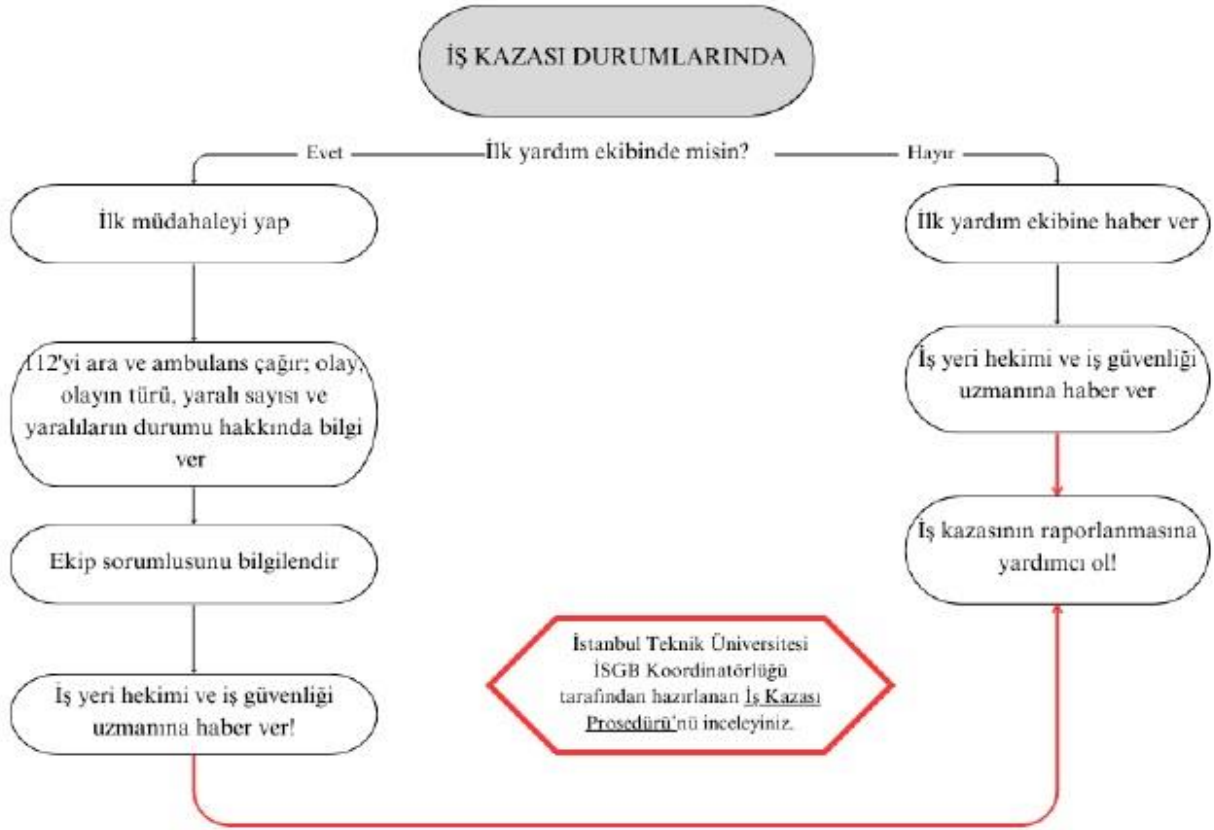 İŞ KAZASI DURUMLARINDA
Evet
İlk yardım ekibinde misin?
Hayır
İlk müdahaleyi yap
İlk yardım ekibine haber ver
112'yi ara ve ambulans çağır; olay,
olayın türü, yaralı sayısı ve
yaralıların durumu hakkında bilgi
ver
İş yeri hekimi ve iş güvenliği
uzmanına haber ver
Ekip sorumlusunu bilgilendir
İş kazasının raporlanmasına
yardımcı ol!
İş yeri hekimi ve iş güvenliği
uzmanına haber ver!
İstanbul Teknik Üniversitesi
İSGB Koordinatörlüğü
tarafından hazırlanan İş Kazası
Prosedürü'nü inceleyiniz.